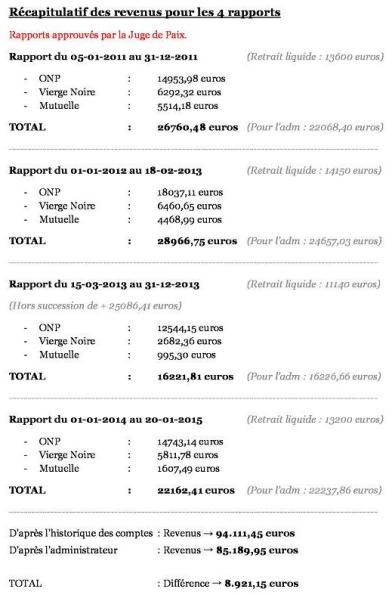 Récapitulatif des revenus pour les 4 rapports
Rapports approuvés par la Juge de Paix.
Rapport du 05-01-2011 au 31-12-2011 (Retrait liquide : 13600 euros)
- ONP : 14953,98 euros
- Vierge Noire : 6292,32 euros
- Mutuelle : 5514,18 euros
TOTAL : 26760,48 euros (Pour l'adm : 22068,40 euros)
Rapport du 01-01-2012 au 18-02-2013 (Retrait liquide : 14150 euros)
- ONP : 18037,11 euros
- Vierge Noire : 6460,65 euros
- Mutuelle : 4468,99 euros
TOTAL : 28966,75 euros (Pour l'adm : 24657,03 euros)
Rapport du 15-03-2013 au 31-12-2013 (Retrait liquide : 11140 euros)
(Hors succession de + 25086,41 euros)
- ONP : 12544,15 euros
- Vierge Noire : 2682,36 euros
- Mutuelle : 995,30 euros
TOTAL : 16221,81 euros (Pour l'adm : 16226,66 euros)
Rapport du 01-01-2014 au 20-01-2015 (Retrait liquide : 13200 euros)
- ONP : 14743,14 euros
- Vierge Noire : 5811,78 euros
- Mutuelle : 1607,49 euros
TOTAL : 22162,41 euros (Pour l'adm : 22237,86 euros)
D'après l'historique des comptes : Revenus → 94.111,45 euros
D'après l'administrateur : Revenus → 85.189,95 euros
TOTAL : Différence → 8.921,15 euros